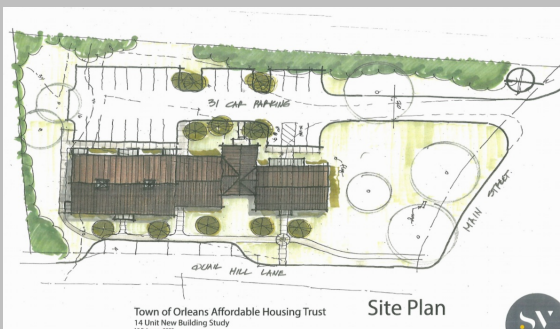 31 CAR PARKING
MAIN STREET
QUAIL HILL LANE
Town of Orleans Affordable Housing Trust
14 Unit New Building Study
Site Plan
SV